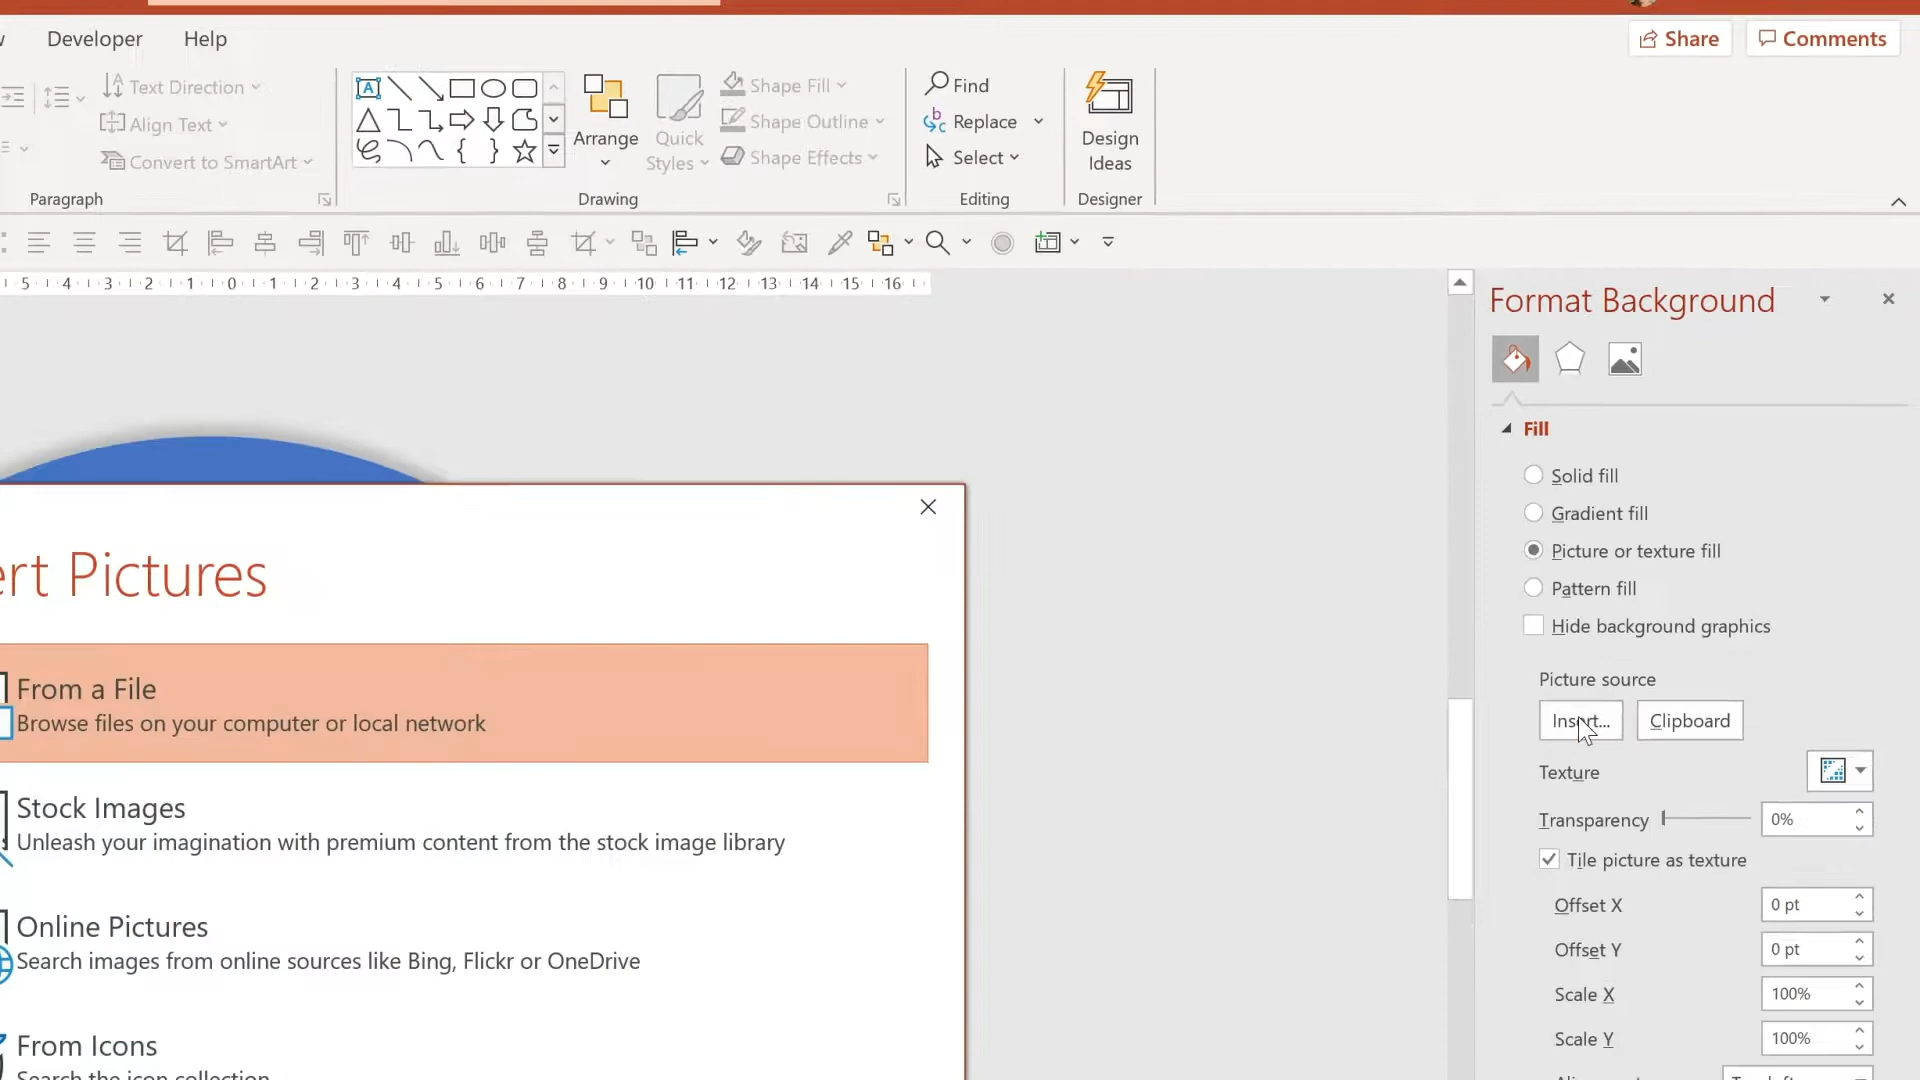 Developer
Help
Share
Comments
Text Direction
Align Text
Convert to SmartArt
Paragraph
A
Arrange
Quick
Styles
Shape Fill
Shape Outline
Shape Effects
Drawing
Find
Replace
Select
Editing
Design
Ideas
Designer
5 4 3 2 1 0 1 2 3 4 5 6 7 8 9 10 11 12 13 14 15 16
Format Background
Fill
Solid fill
Gradient fill
Picture or texture fill
Pattern fill
Hide background graphics
Picture source
Insert...
Clipboard
Texture
Transparency
0%
Tile picture as texture
Offset X
0 pt
Offset Y
0 pt
Scale X
100%
Scale Y
100%
ert Pictures
From a File
Browse files on your computer or local network
Stock Images
Unleash your imagination with premium content from the stock image library
Online Pictures
Search images from online sources like Bing, Flickr or OneDrive
From Icons
Search the icon collection